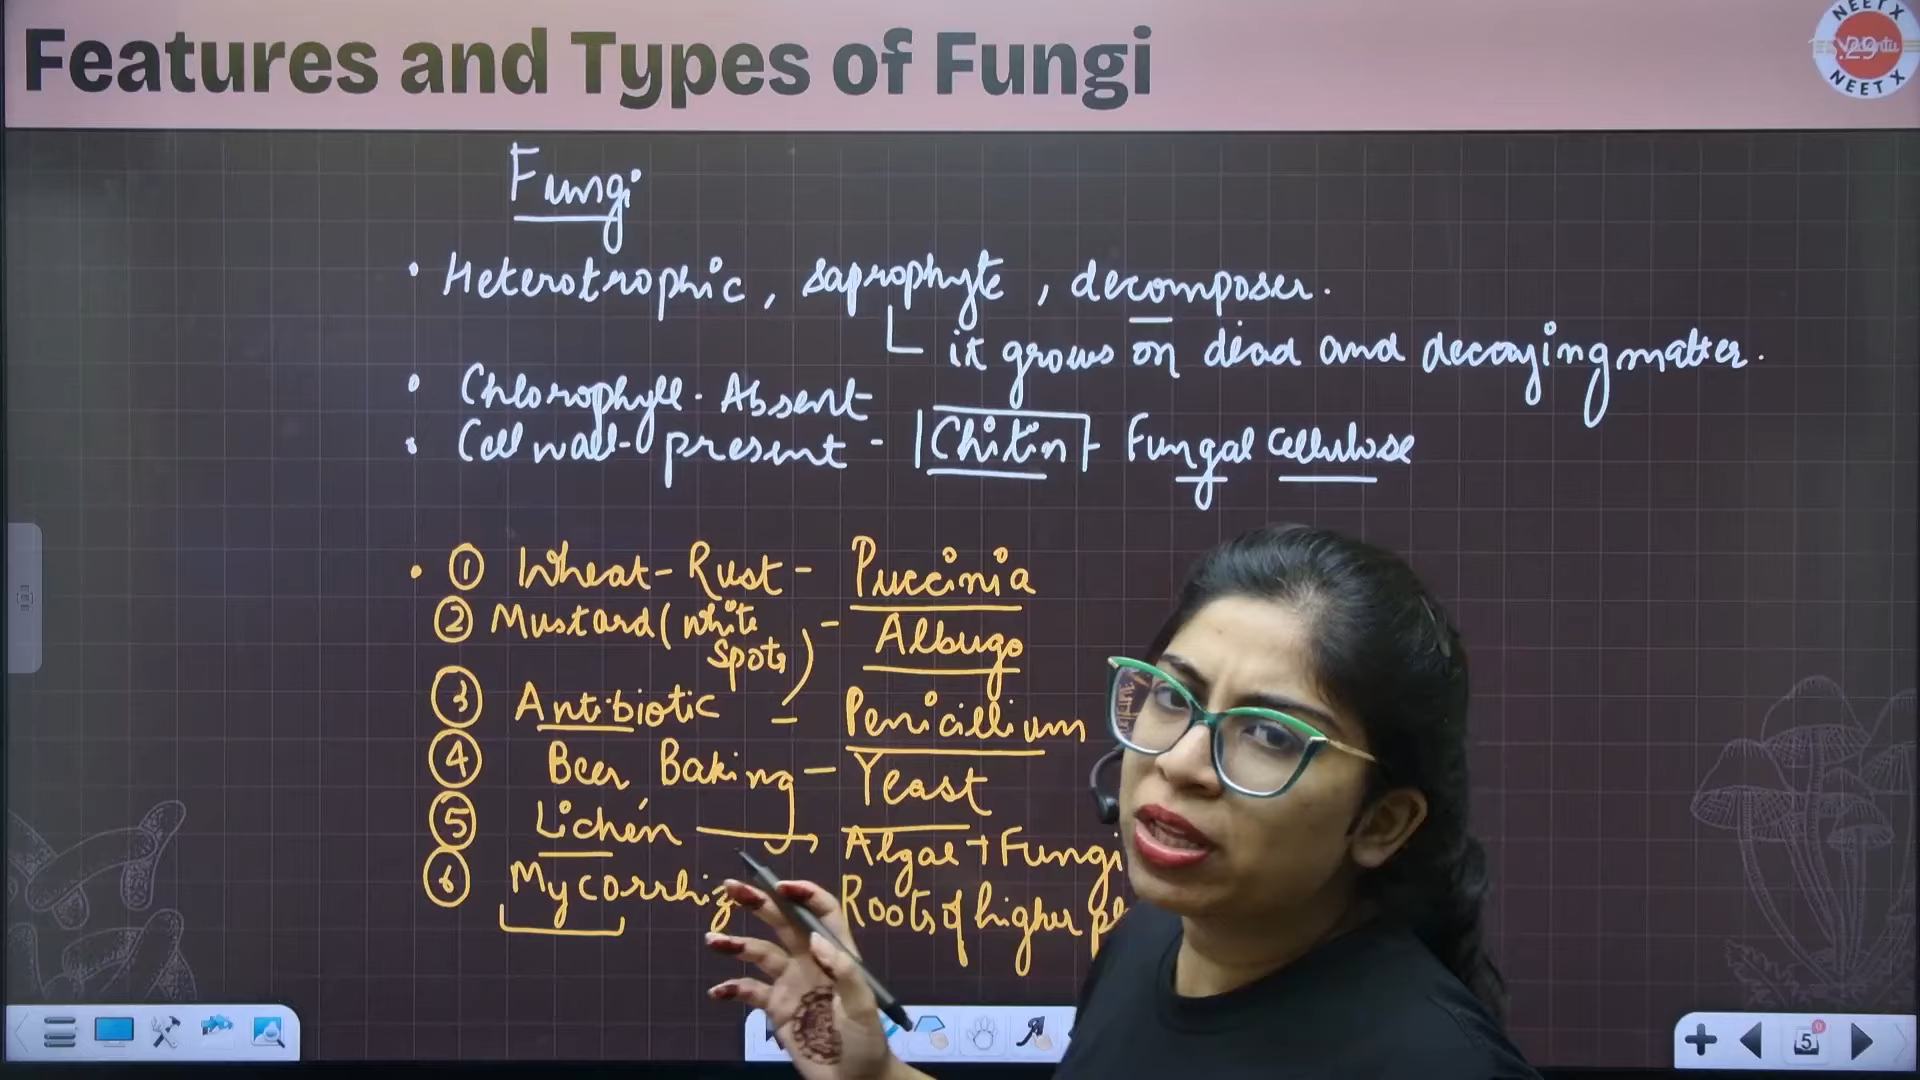 Features and Types of Fungi
NEET X
NEET X
Fungi
• Heterotrophic, saprophyte, decomposer.
it grows on dead and decaying matter.
• Chlorophyll - Absent
• Cell wall - present - Chitin - Fungal cellulose
• ① Wheat - Rust - Puccinia
② Mustard (white spots) - Albugo
③ Antibiotic - Penicillium
④ Beer, Baking - Yeast
⑤ Lichen → Algae + Fungi
⑥ Roots of higher
5